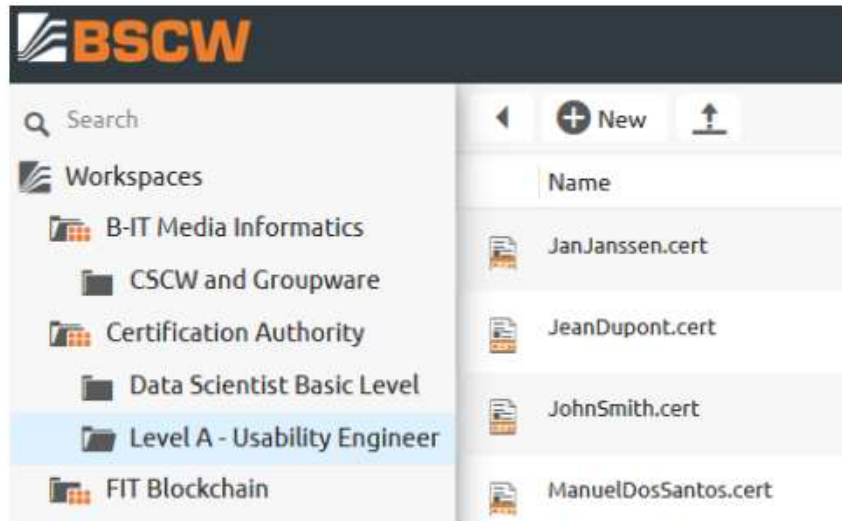 BSCW
Search
Workspaces
B-IT Media Informatics
CSCW and Groupware
Certification Authority
Data Scientist Basic Level
Level A - Usability Engineer
FIT Blockchain
New
Name
JanJanssen.cert
JeanDupont.cert
JohnSmith.cert
ManuelDosSantos.cert